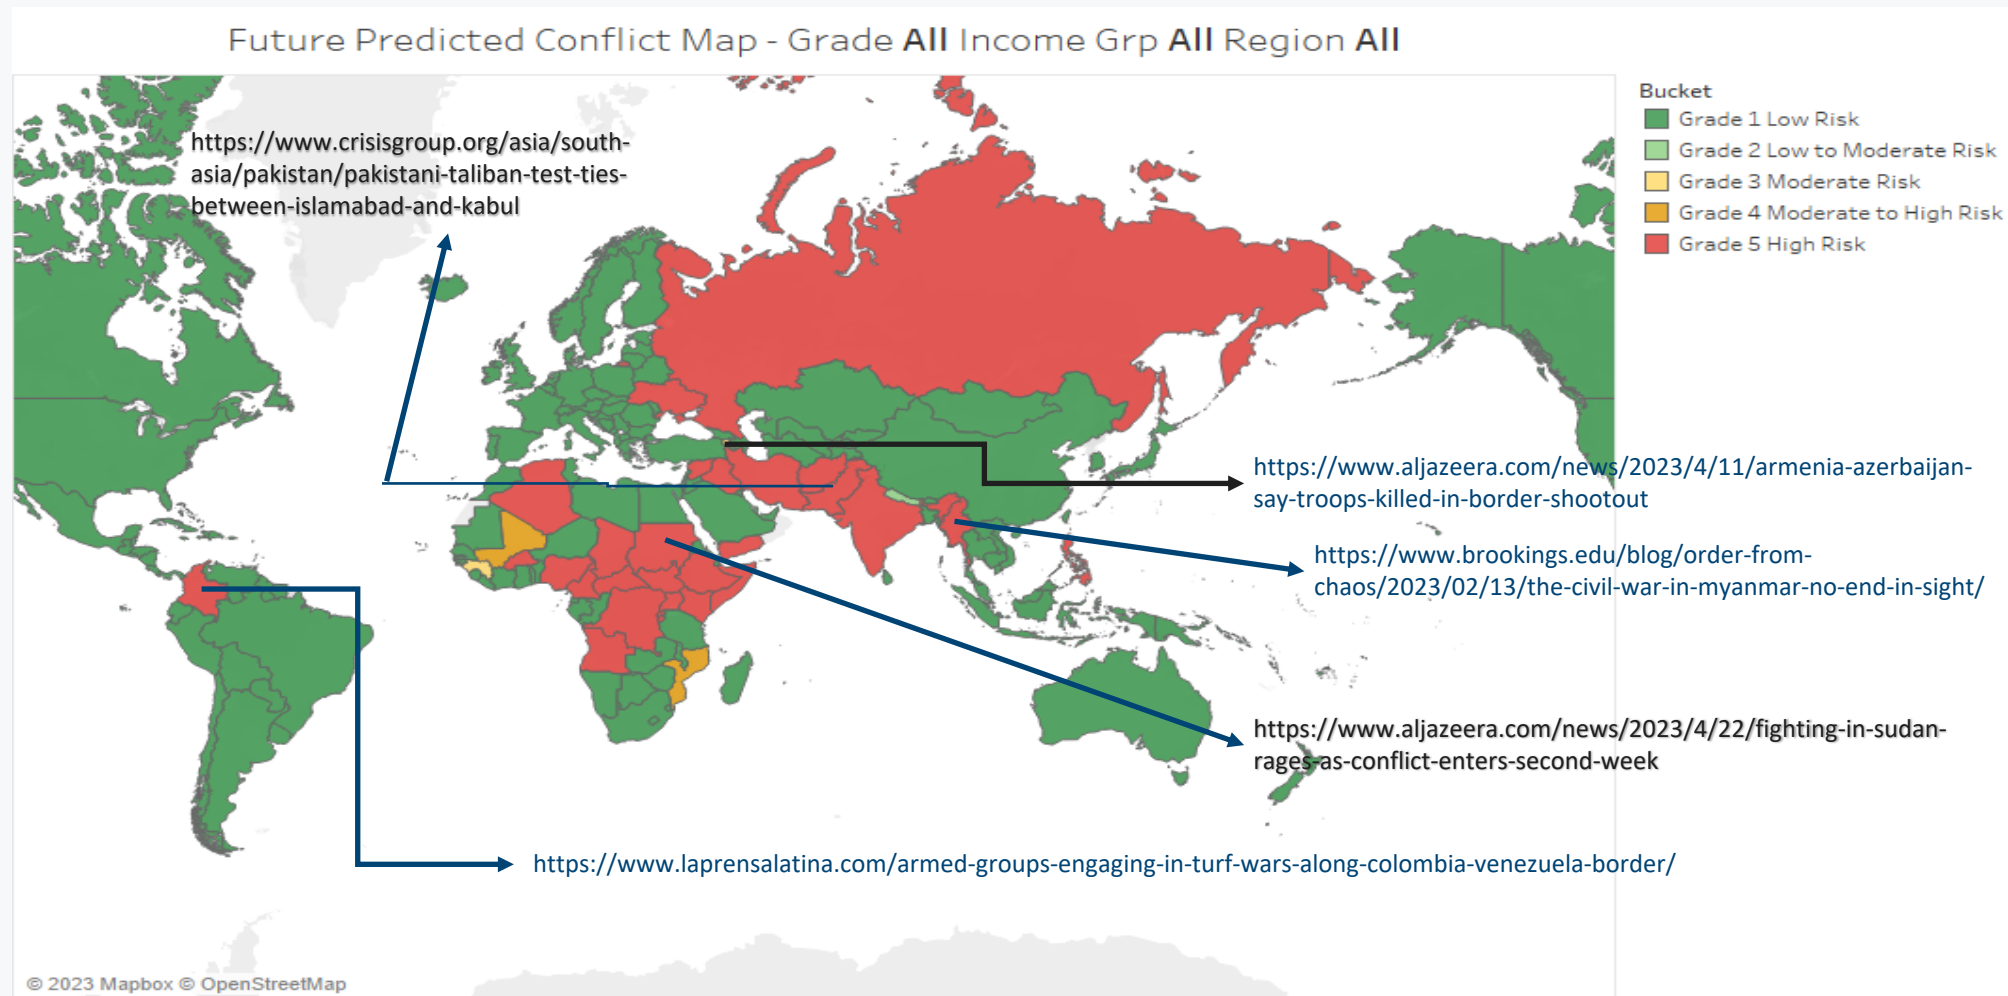 Future Predicted Conflict Map - Grade All Income Grp All Region All
Bucket
Grade 1 Low Risk
Grade 2 Low to Moderate Risk
Grade 3 Moderate Risk
Grade 4 Moderate to High Risk
Grade 5 High Risk
https://www.crisisgroup.org/asia/south-
asia/pakistan/pakistani-taliban-test-ties-
between-islamabad-and-kabul
https://www.aljazeera.com/news/2023/4/11/armenia-azerbaijan-
say-troops-killed-in-border-shootout
https://www.brookings.edu/blog/order-from-
chaos/2023/02/13/the-civil-war-in-myanmar-no-end-in-sight/
https://www.aljazeera.com/news/2023/4/22/fighting-in-sudan-
rages-as-conflict-enters-second-week
https://www.laprensalatina.com/armed-groups-engaging-in-turf-wars-along-colombia-venezuela-border/
© 2023 Mapbox © OpenStreetMap